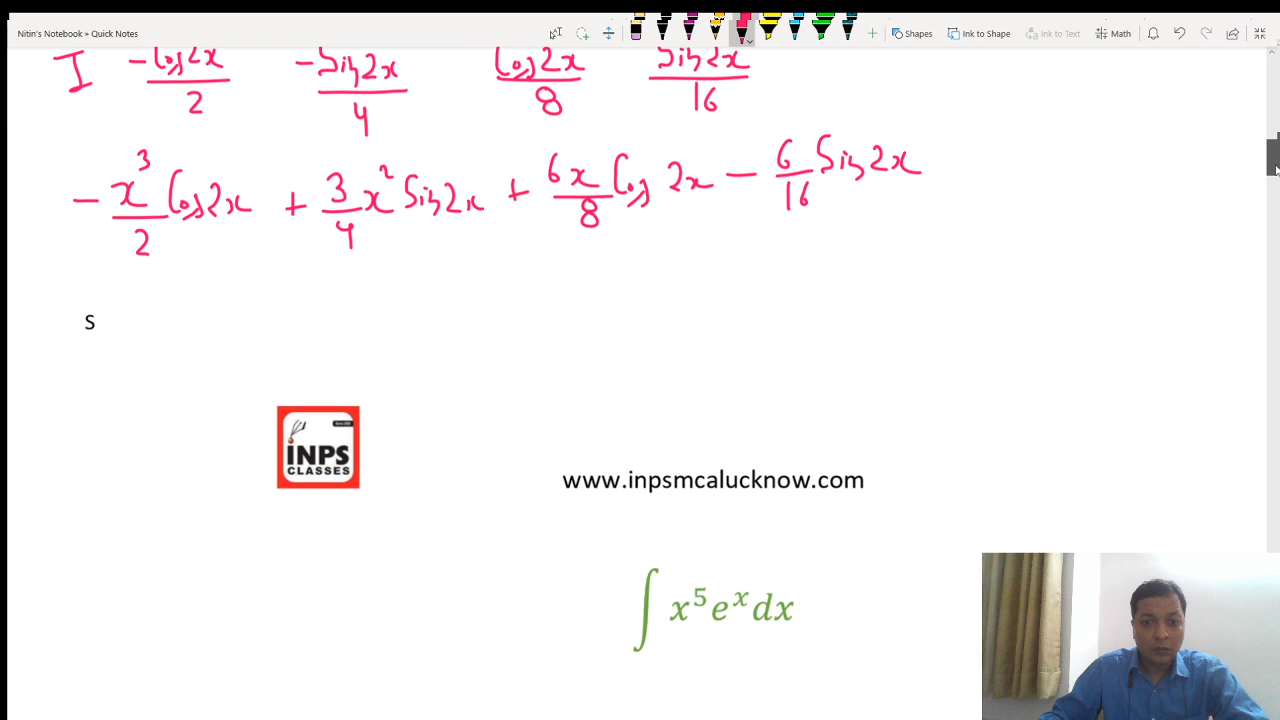 Nitin's Notebook » Quick Notes
Shapes Ink to Shape Ink to Text Math
I -Cos2x/2 -Sin2x/4 Cos2x/8 Sin2x/16
- x³/2 Cos2x + 3/4 x² Sin2x + 6x/8 Cos 2x - 6/16 Sin2x
s
INPS
CLASSES
www.inpsmcalucknow.com
∫ x⁵eˣdx